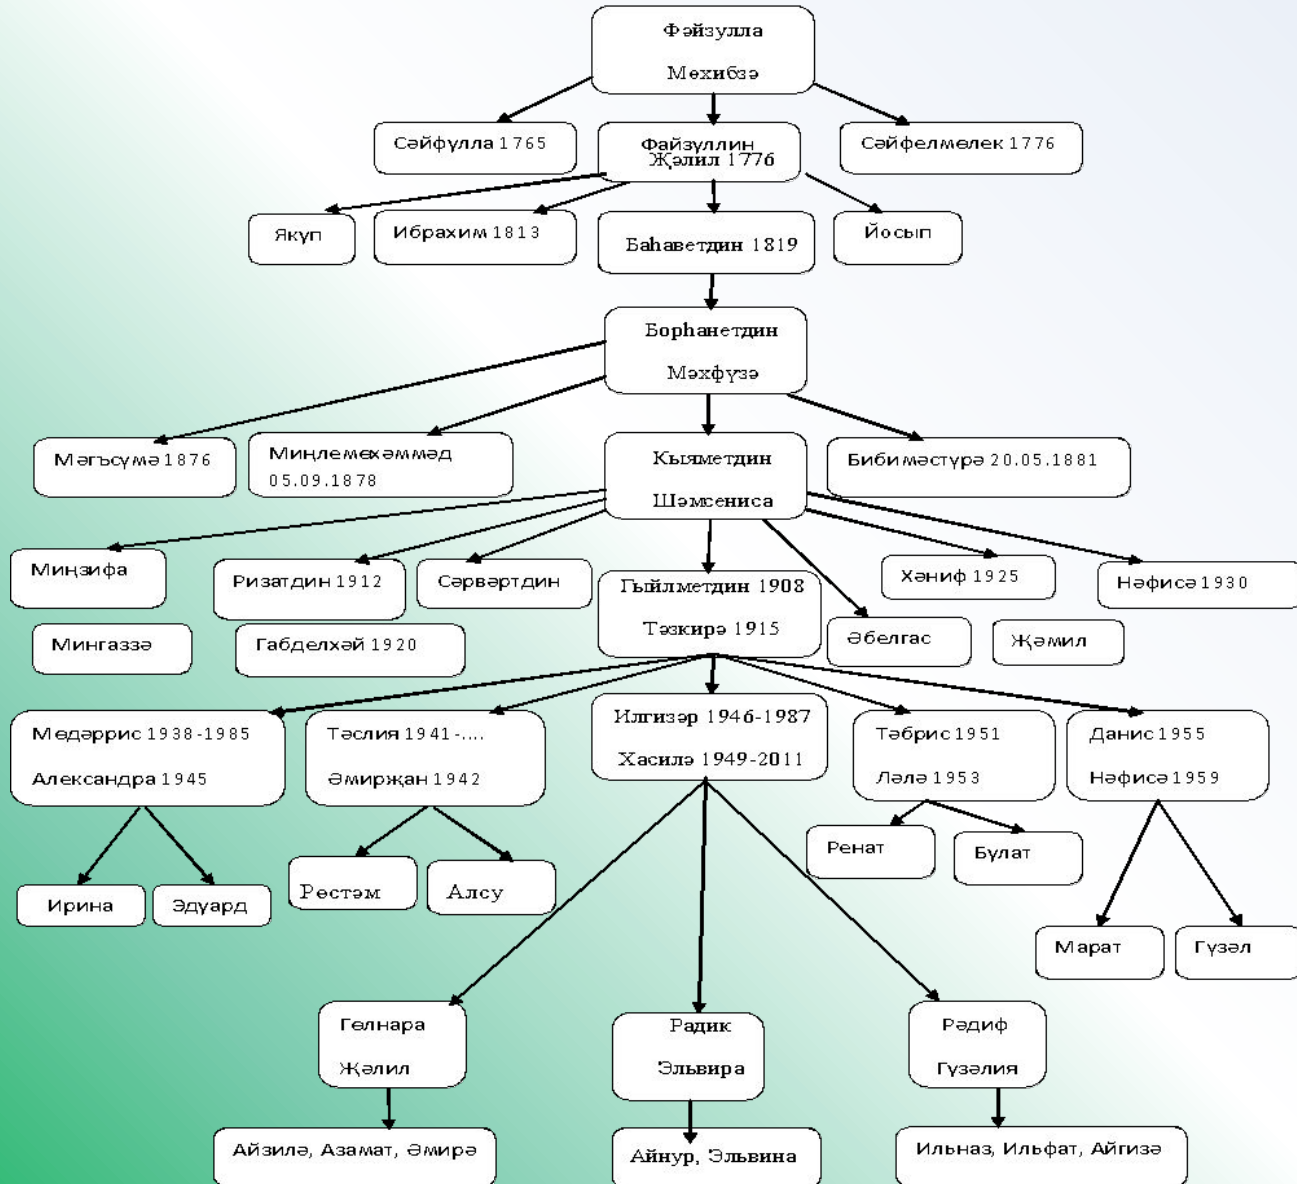 Фәйзулла
Мөхибзә
Сәйфулла 1765
Файзуллин
Җәлил 1776
Сәйфелмөлек 1776
Якуп
Ибрахим 1813
Баһаветдин 1819
Йосып
Борһанетдин
Мәхфүзә
Мәгъсүмә 1876
Миңлемөхәммәд
05.09.1878
Кыяметдин
Шәмсениса
Бибимәстүрә 20.05.1881
Миңзифа
Ризатдин 1912
Сәрвәртдин
Гыйлметдин 1908
Тәзкирә 1915
Хәниф 1925
Нәфисә 1930
Мингаззә
Габделхәй 1920
Әбелгас
Җәмил
Мөдәррис 1938-1985
Александра 1945
Тәслия 1941-....
Әмирҗан 1942
Илгизәр 1946-1987
Хасилә 1949-2011
Тәбрис 1951
Ләлә 1953
Данис 1955
Нәфисә 1959
Ирина
Эдуард
Рөстәм
Алсу
Ренат
Булат
Марат
Гүзәл
Гөлнара
Җәлил
Радик
Эльвира
Рәдиф
Гүзәлия
Айзилә, Азамат, Әмирә
Айнур, Эльвина
Ильназ, Ильфат, Айгизә